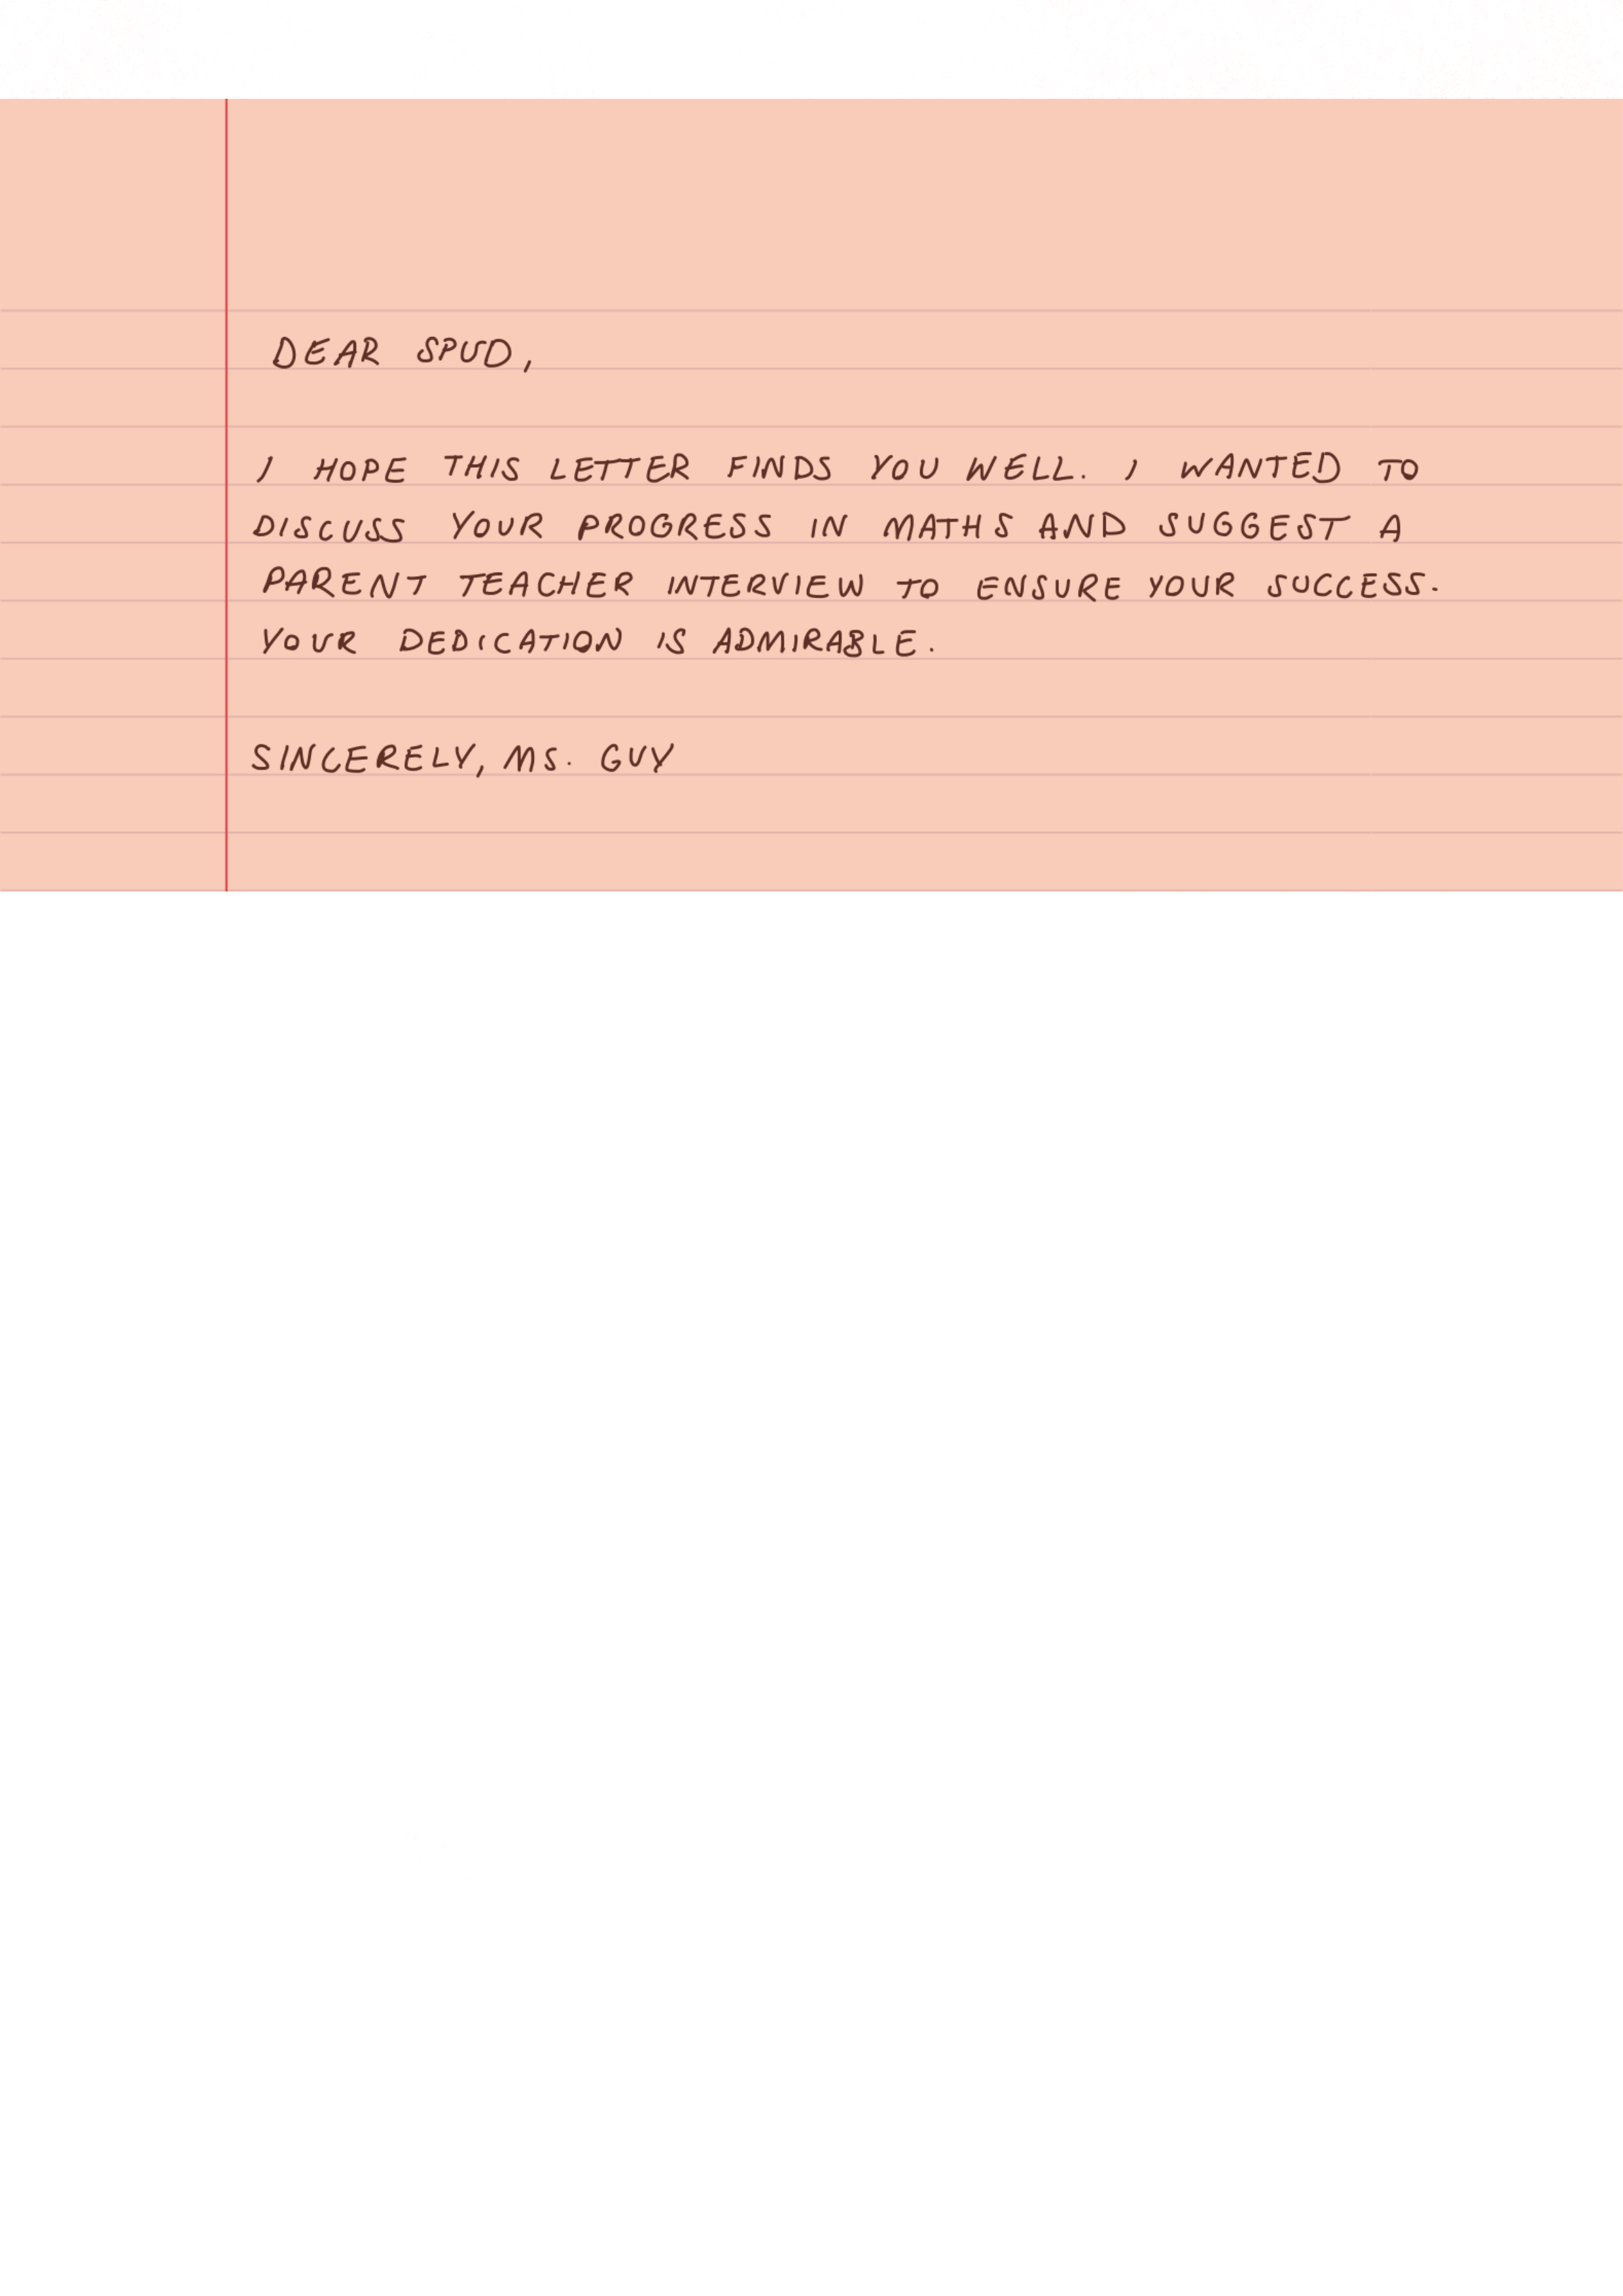 DEAR SPUD,
I HOPE THIS LETTER FINDS YOU WELL. I WANTED TO
DISCUSS YOUR PROGRESS IN MATHS AND SUGGEST A
PARENT TEACHER INTERVIEW TO ENSURE YOUR SUCCESS.
YOUR DEDICATION IS ADMIRABLE.
SINCERELY, MS. GUY